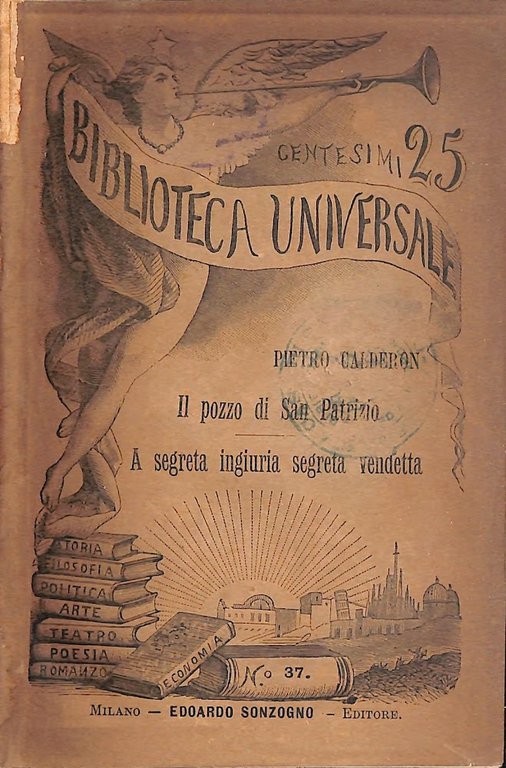 CENTESIMI 25
BIBLIOTECA UNIVERSALE
PIETRO CALDERON
Il pozzo di San Patrizio
A segreta ingiuria segreta vendetta
STORIA
FILOSOFIA
POLITICA
ARTE
TEATRO
POESIA
ROMANZO
ECONOMIA
N.o 37.
MILANO — EDOARDO SONZOGNO — EDITORE.